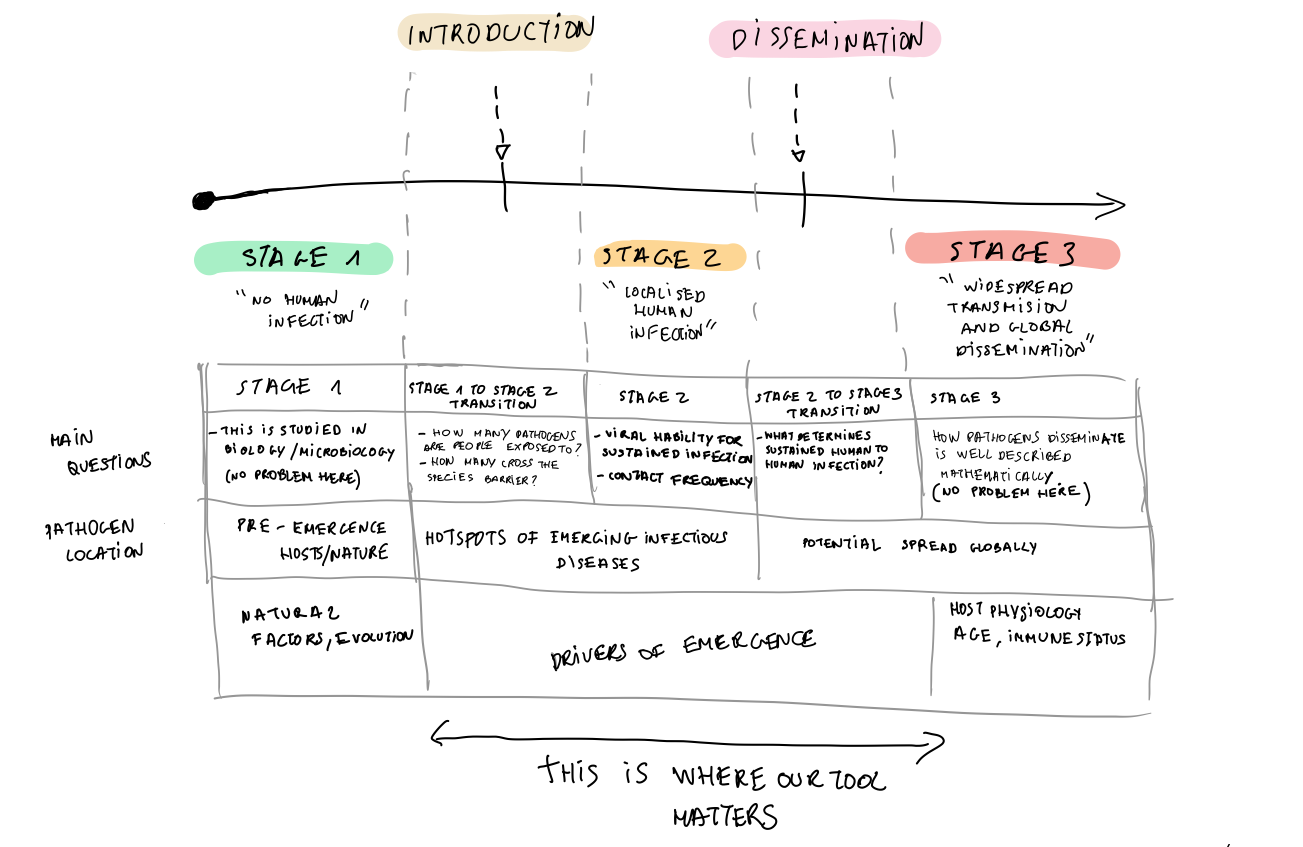 INTRODUCTION
DISSEMINATION
STAGE 1
"NO HUMAN
INFECTION"
STAGE 2
"LOCALISED
HUMAN
INFECTION"
STAGE 3
"WIDESPREAD
TRANSMISION
AND GLOBAL
DISSEMINATION"
STAGE 1
STAGE 1 TO STAGE 2
TRANSITION
STAGE 2
STAGE 2 TO STAGE3
TRANSITION
STAGE 3
MAIN
QUESTIONS
- THIS IS STUDIED IN
BIOLOGY/MICROBIOLOGY
(NO PROBLEM HERE)
- HOW MANY PATHOGENS
ARE PEOPLE EXPOSED TO?
- HOW MANY CROSS THE
SPECIES BARRIER?
- VIRAL HABILITY FOR
SUSTAINED INFECTION
- CONTACT FREQUENCY
- WHAT DETERMINES
SUSTAINED HUMAN TO
HUMAN INFECTION?
HOW PATHOGENS DISSEMINATE
IS WELL DESCRIBED
MATHEMATICALLY
(NO PROBLEM HERE)
PATHOGEN
LOCATION
PRE - EMERGENCE
HOSTS/NATURE
HOTSPOTS OF EMERGING INFECTIOUS
DISEASES
POTENTIAL SPREAD GLOBALLY
NATURAL
FACTORS, EVOLUTION
DRIVERS OF EMERGENCE
HOST PHYSIOLOGY
AGE, IMMUNE STATUS
THIS IS WHERE OUR TOOL
MATTERS